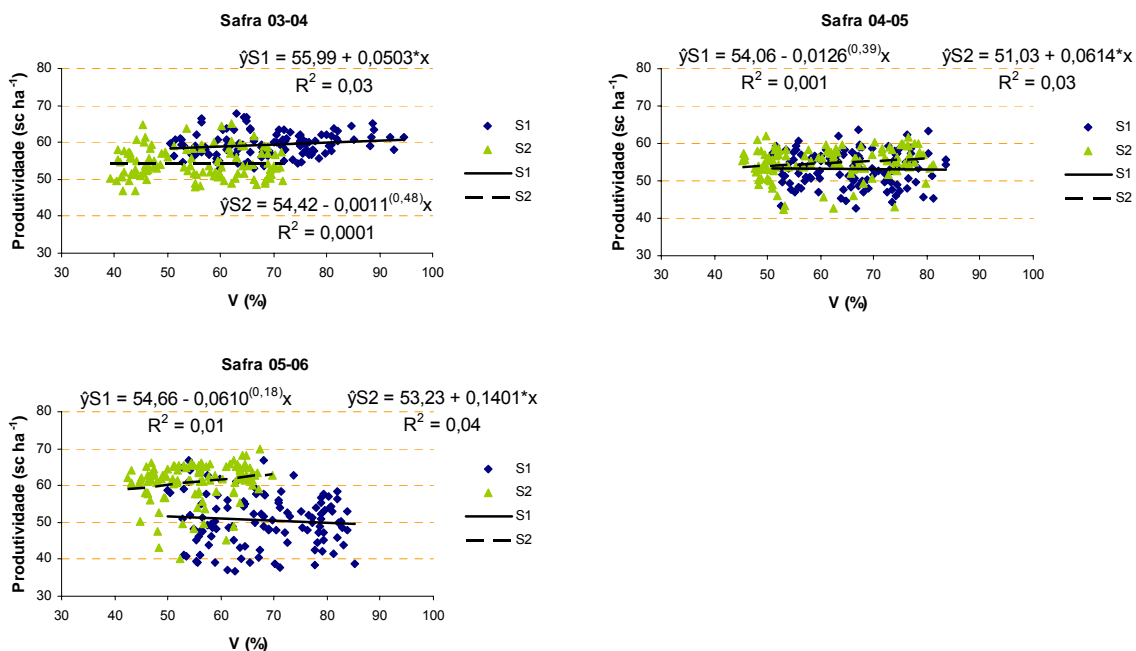 Safra 03-04
ŷS1 = 55,99 + 0,0503*x
R² = 0,03
80
70
60
50
40
30
Produtividade (sc ha⁻¹)
ŷS2 = 54,42 - 0,0011⁽⁰,⁴⁸⁾x
R² = 0,0001
30 40 50 60 70 80 90 100
V (%)
S1
S2
S1
S2
Safra 04-05
ŷS1 = 54,06 - 0,0126⁽⁰,³⁹⁾x ŷS2 = 51,03 + 0,0614*x
R² = 0,001 R² = 0,03
80
70
60
50
40
30
Produtividade (sc ha⁻¹)
30 40 50 60 70 80 90 100
V (%)
S1
S2
S1
S2
Safra 05-06
ŷS1 = 54,66 - 0,0610⁽⁰,¹⁸⁾x ŷS2 = 53,23 + 0,1401*x
R² = 0,01 R² = 0,04
80
70
60
50
40
30
Produtividade (sc ha⁻¹)
30 40 50 60 70 80 90 100
V (%)
S1
S2
S1
S2